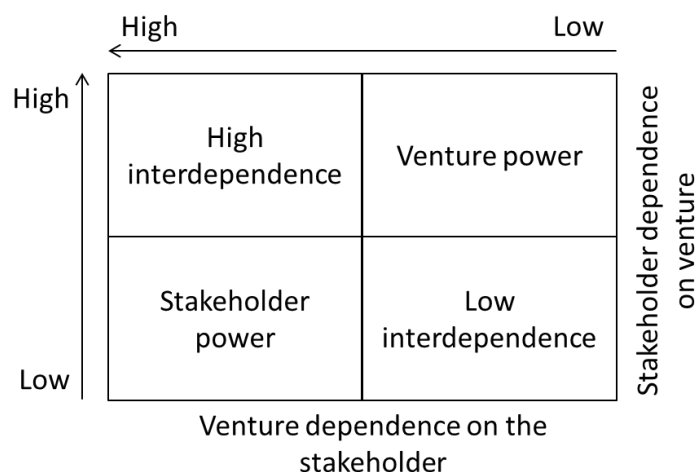 High
Low
High
High
interdependence
Venture power
Stakeholder
power
Low
interdependence
Low
Stakeholder dependence
on venture
Venture dependence on the
stakeholder